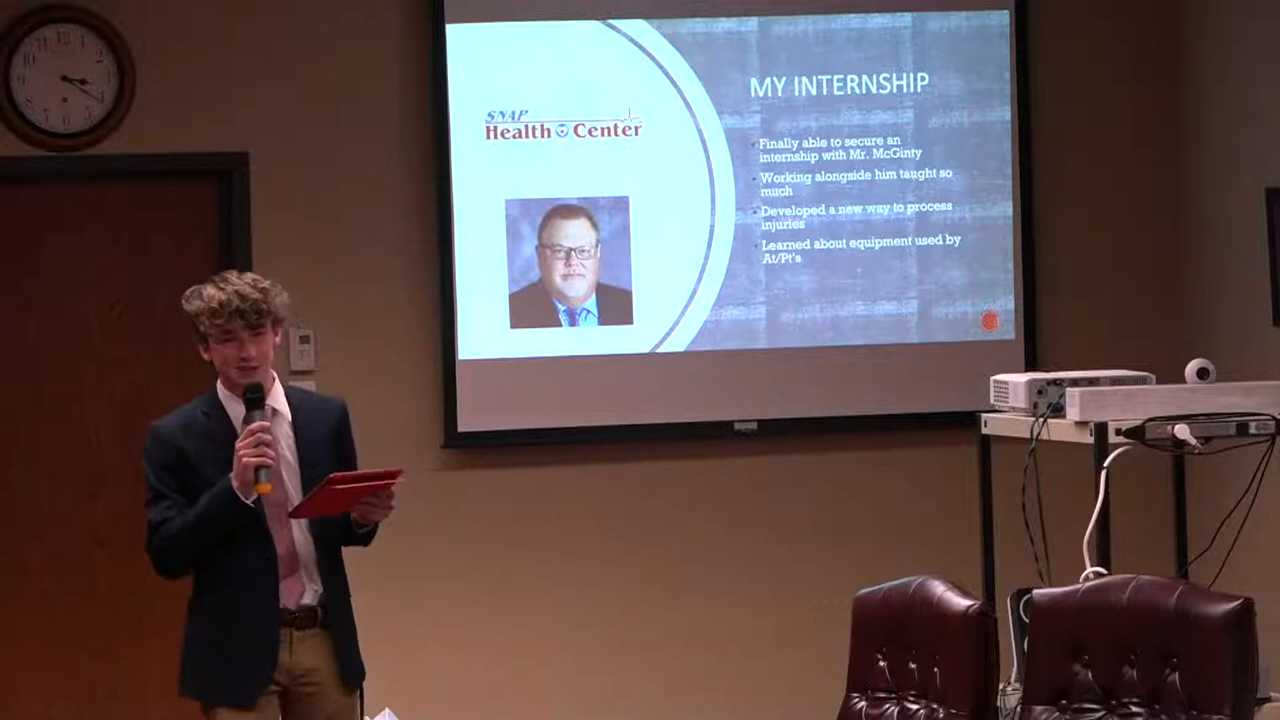 MY INTERNSHIP
SNAP
Health Center
Finally able to secure an
internship with Mr. McGinty
Working alongside him taught so
much
Developed a new way to process
injuries
Learned about equipment used by
At/Pt's